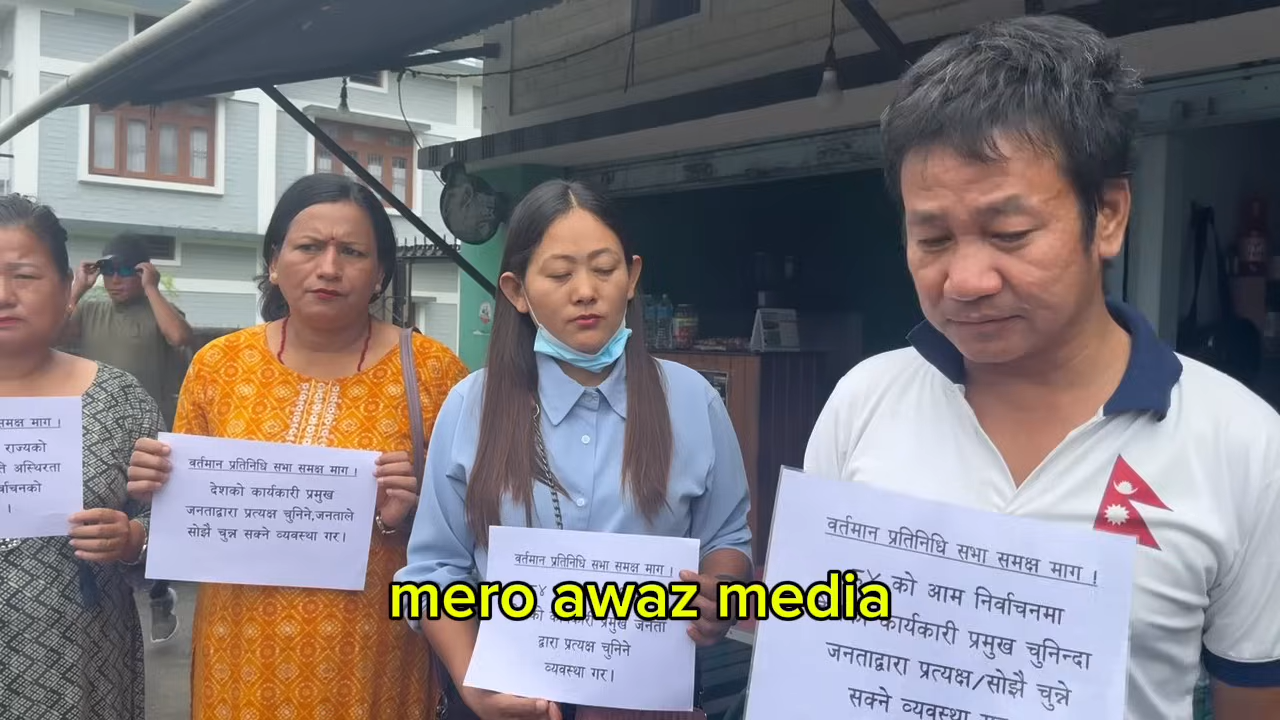 समक्ष माग ।
राज्यको
अस्थिरता
।
वर्तमान प्रतिनिधि सभा समक्ष माग ।
देशको कार्यकारी प्रमुख
जनताद्वारा प्रत्यक्ष चुनिने,जनताले
सोझै चुन्न सक्ने व्यवस्था गर।
वर्तमान प्रतिनिधि सभा समक्ष माग ।
कार्यकारी प्रमुख जनता
द्वारा प्रत्यक्ष चुनिने
व्यवस्था गर।
वर्तमान प्रतिनिधि सभा समक्ष माग !
को आम निर्वाचनमा
कार्यकारी प्रमुख चुनिन्दा
जनताद्वारा प्रत्यक्ष/सोझै चुन्ने
सक्ने व्यवस्था
mero awaz media